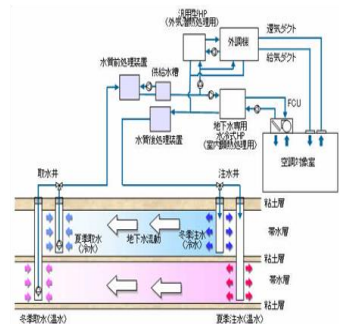 汎用型HP
(外気潜熱処理用)
外調機
還気ダクト
給気ダクト
水質前処理装置
供給水槽
水質後処理装置
地下水専用
水冷式HP
(室内顕熱処理用)
FCU
空調対象室
取水井
注水井
粘土層
夏季取水
(冷水)
地下水流動
冬季注水
(冷水)
帯水層
粘土層
帯水層
粘土層
冬季取水(温水)
夏季注水(温水)